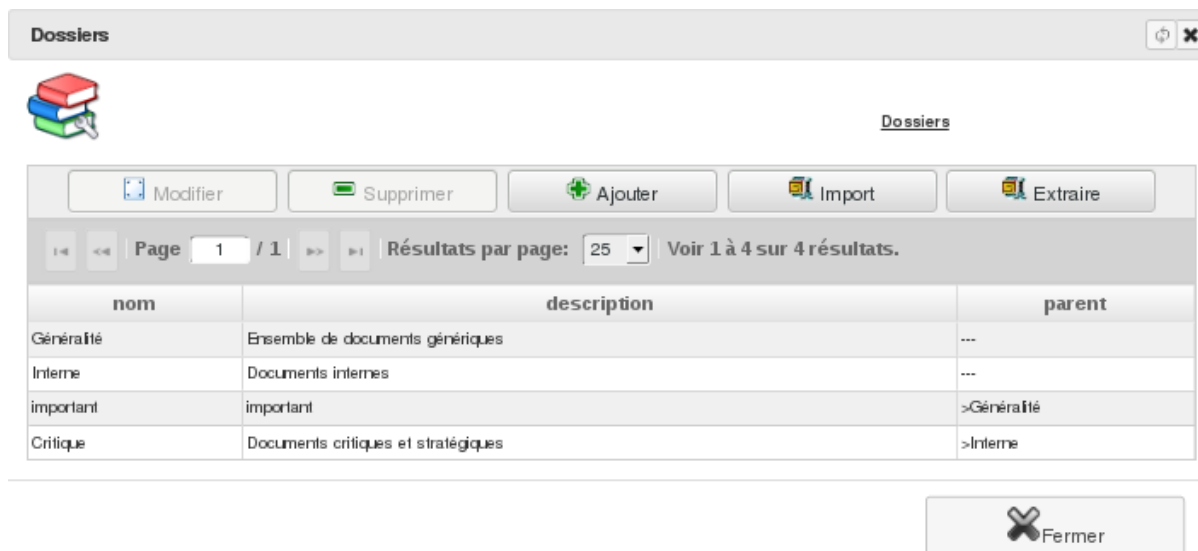 Dossiers
Dossiers
Modifier Supprimer Ajouter Import Extraire
Page 1 / 1 Résultats par page: 25 Voir 1 à 4 sur 4 résultats.
nom description parent
Généralité Ensemble de documents génériques ---
Interne Documents internes ---
important important >Généralité
Critique Documents critiques et stratégiques >Interne
Fermer